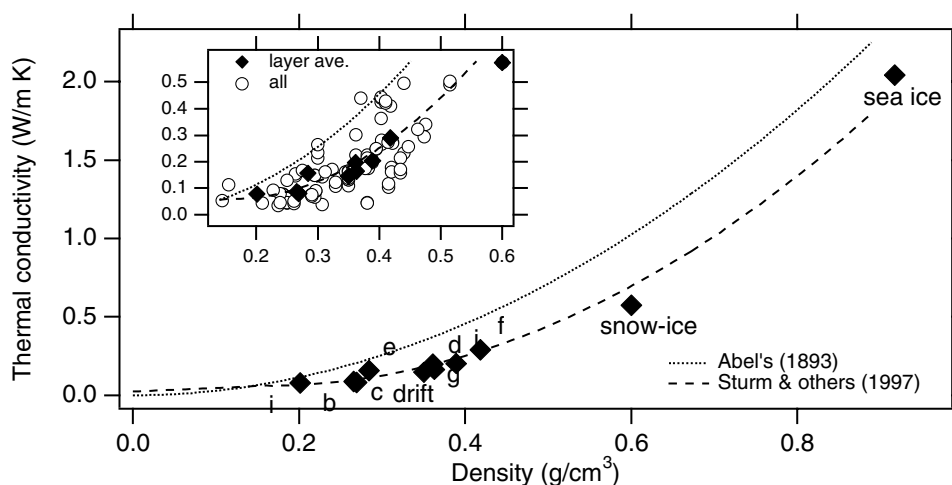 Thermal conductivity (W/m K)
2.0
1.5
1.0
0.5
0.0
0.5
0.4
0.3
0.2
0.1
0.0
layer ave.
all
0.2 0.3 0.4 0.5 0.6
sea ice
snow-ice
f
i
d
e
g
i b c drift
Abel's (1893)
Sturm & others (1997)
0.0 0.2 0.4 0.6 0.8
Density (g/cm³)